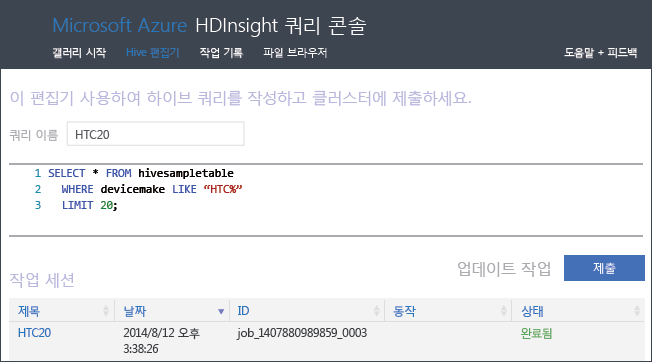 Microsoft Azure HDInsight 쿼리 콘솔
갤러리 시작 Hive 편집기 작업 기록 파일 브라우저 도움말 + 피드백
이 편집기 사용하여 하이브 쿼리를 작성하고 클러스터에 제출하세요.
쿼리 이름 HTC20
1 SELECT * FROM hivesampletable
2 WHERE devicemake LIKE “HTC%”
3 LIMIT 20;
업데이트 작업 제출
작업 세션
제목 날짜 ID 동작 상태
HTC20 2014/8/12 오후 job_1407880989859_0003 완료됨
3:38:26